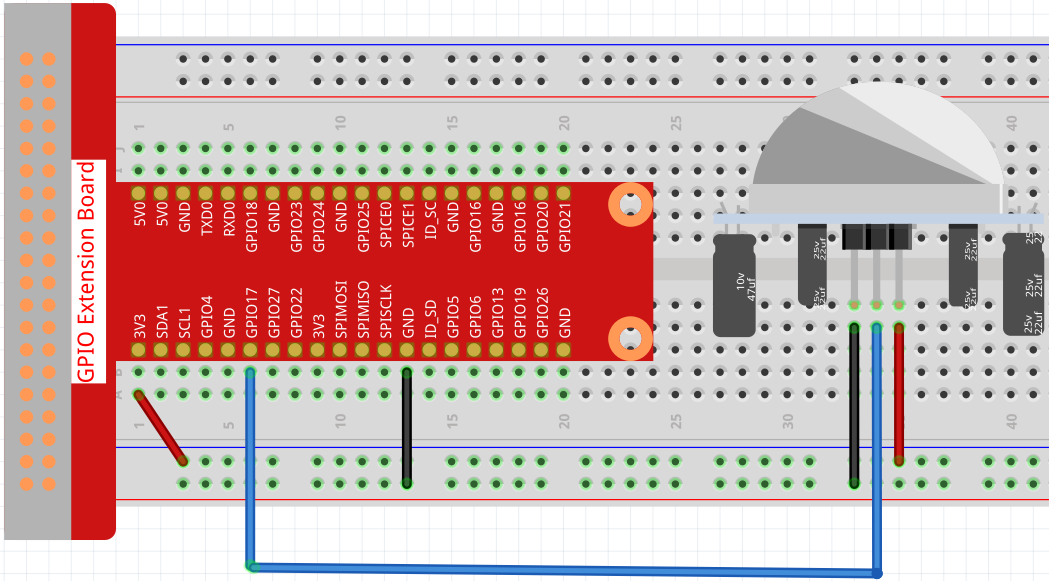 GPIO Extension Board
1
5
10
15
20
25
40
J
I
5V0
5V0
GND
TXD0
RXD0
GPIO18
GND
GPIO23
GPIO24
GND
GPIO25
SPICE0
SPICE1
ID_SC
GND
GPIO16
GND
GPIO16
GPIO20
GPIO21
3V3
SDA1
SCL1
GPIO4
GND
GPIO17
GPIO27
GPIO22
3V3
SPIMOSI
SPIMISO
SPISCLK
GND
ID_SD
GPIO5
GPIO6
GPIO13
GPIO19
GPIO26
GND
10v
47uf
25v
22uf
25v
22uf
25v
22uf
25v
22uf
25v
22uf
25v
22uf
B
A
1
5
10
15
20
25
30
40